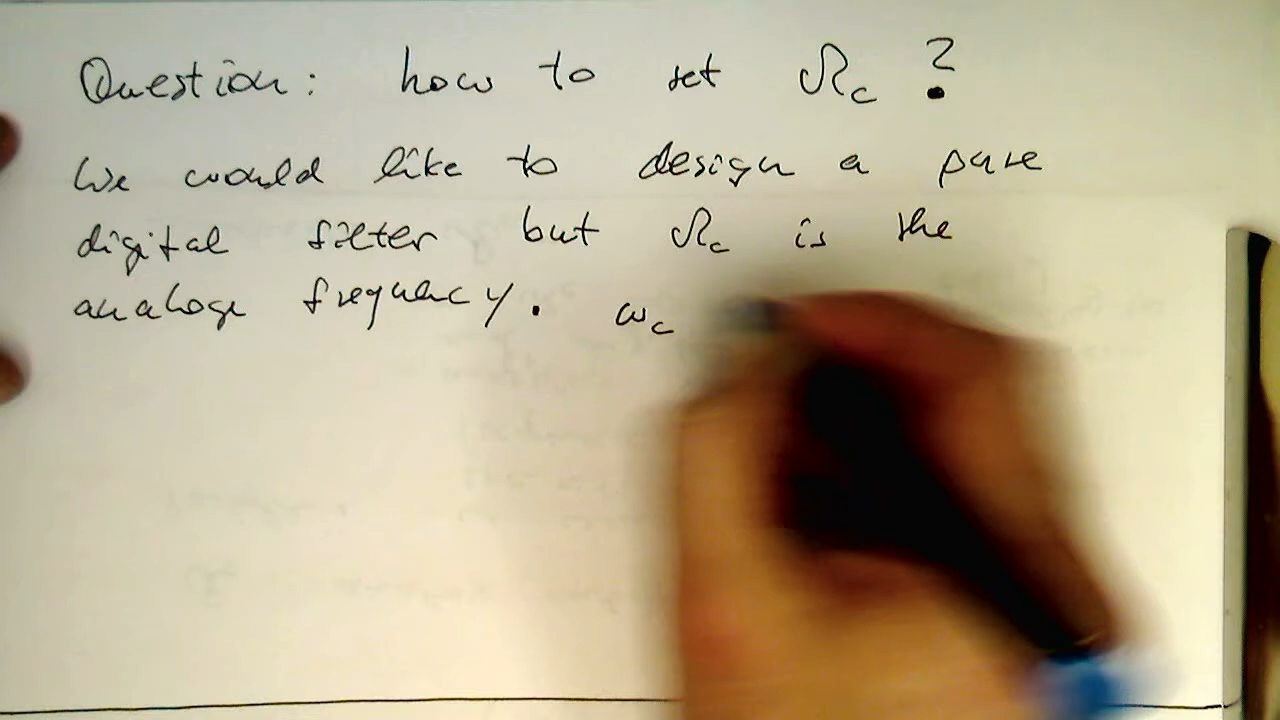 Question: how to set Ωc ?
We would like to design a pure
digital filter but Ωc is the
analoge frequency. ωc